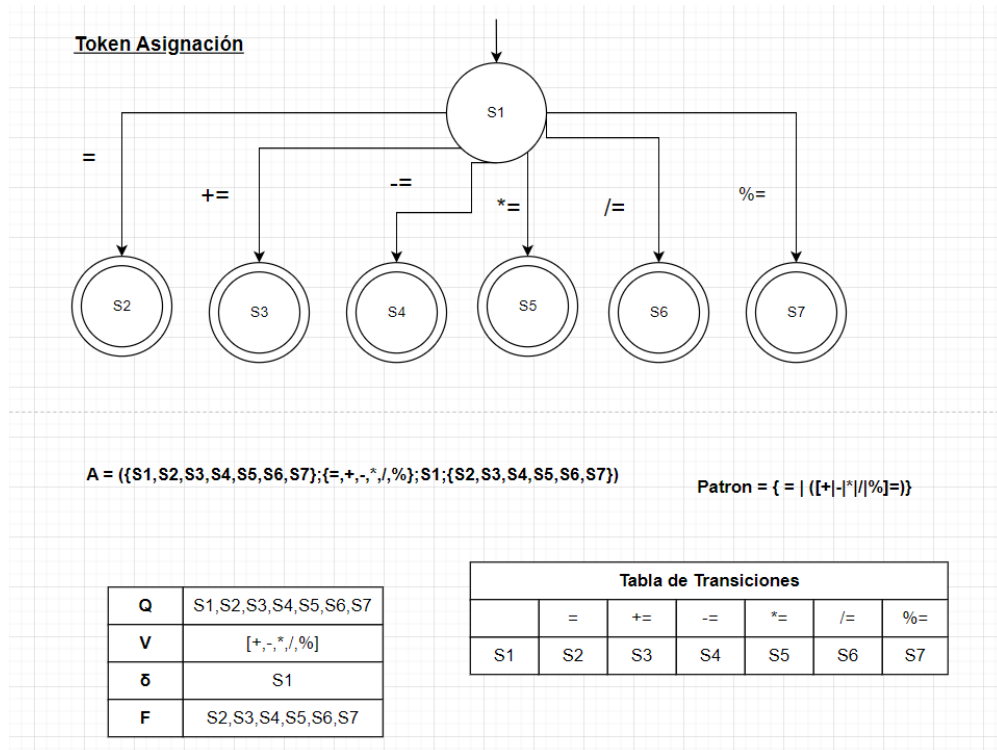 Token Asignación
S1
=
+=
-=
*=
/=
%=
S2
S3
S4
S5
S6
S7
A = ({S1,S2,S3,S4,S5,S6,S7};{=,+,-,*,/,%};S1;{S2,S3,S4,S5,S6,S7})
Patron = { = | ([+|-|*|/|%]=)}
Q S1,S2,S3,S4,S5,S6,S7
V [+,-,*,/,%]
δ S1
F S2,S3,S4,S5,S6,S7
Tabla de Transiciones
= += -= *= /= %=
S1 S2 S3 S4 S5 S6 S7